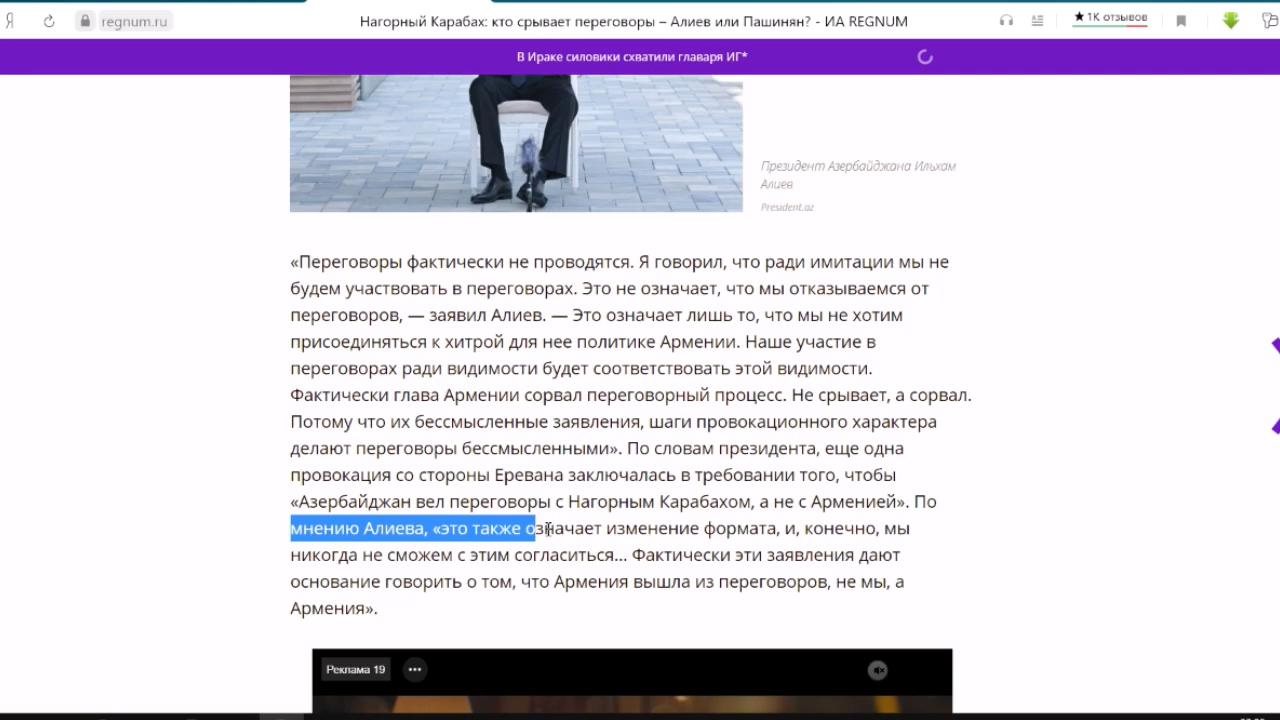 regnum.ru
Нагорный Карабах: кто срывает переговоры – Алиев или Пашинян? - ИА REGNUM
★ 1K отзывов
В Ираке силовики схватили главаря ИГ*
Президент Азербайджана Ильхам
Алиев
President.az
«Переговоры фактически не проводятся. Я говорил, что ради имитации мы не
будем участвовать в переговорах. Это не означает, что мы отказываемся от
переговоров, — заявил Алиев. — Это означает лишь то, что мы не хотим
присоединяться к хитрой для нее политике Армении. Наше участие в
переговорах ради видимости будет соответствовать этой видимости.
Фактически глава Армении сорвал переговорный процесс. Не срывает, а сорвал.
Потому что их бессмысленные заявления, шаги провокационного характера
делают переговоры бессмысленными». По словам президента, еще одна
провокация со стороны Еревана заключалась в требовании того, чтобы
«Азербайджан вел переговоры с Нагорным Карабахом, а не с Арменией». По
мнению Алиева, «это также означает изменение формата, и, конечно, мы
никогда не сможем с этим согласиться... Фактически эти заявления дают
основание говорить о том, что Армения вышла из переговоров, не мы, а
Армения».
Реклама 19